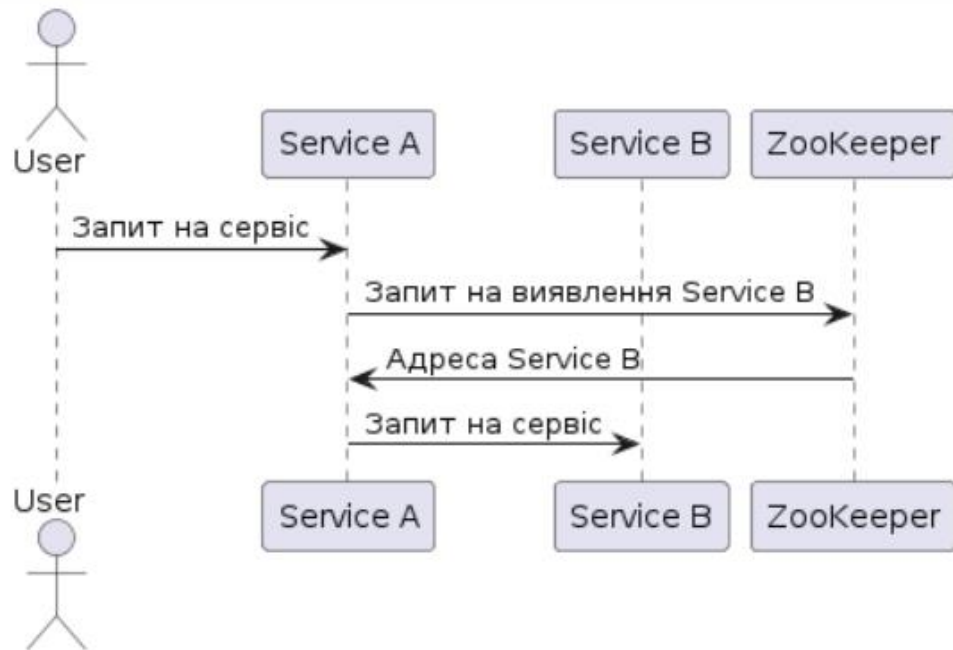 User
Service A
Service B
ZooKeeper
Запит на сервіс
Запит на виявлення Service B
Адреса Service B
Запит на сервіс
User
Service A
Service B
ZooKeeper